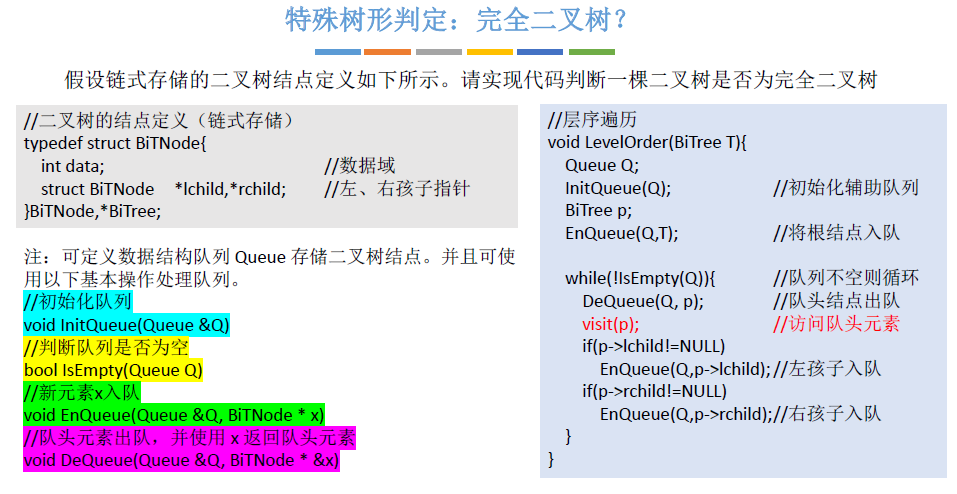 特殊树形判定：完全二叉树？
假设链式存储的二叉树结点定义如下所示。请实现代码判断一棵二叉树是否为完全二叉树
//二叉树的结点定义（链式存储）
typedef struct BiTNode{
int data; //数据域
struct BiTNode *lchild,*rchild; //左、右孩子指针
}BiTNode,*BiTree;
注：可定义数据结构队列 Queue 存储二叉树结点。并且可使
用以下基本操作处理队列。
//初始化队列
void InitQueue(Queue &Q)
//判断队列是否为空
bool IsEmpty(Queue Q)
//新元素x入队
void EnQueue(Queue &Q, BiTNode * x)
//队头元素出队，并使用 x 返回队头元素
void DeQueue(Queue &Q, BiTNode * &x)
//层序遍历
void LevelOrder(BiTree T){
Queue Q;
InitQueue(Q); //初始化辅助队列
BiTree p;
EnQueue(Q,T); //将根结点入队
while(!IsEmpty(Q)){ //队列不空则循环
DeQueue(Q, p); //队头结点出队
visit(p); //访问队头元素
if(p->lchild!=NULL)
EnQueue(Q,p->lchild); //左孩子入队
if(p->rchild!=NULL)
EnQueue(Q,p->rchild); //右孩子入队
}
}